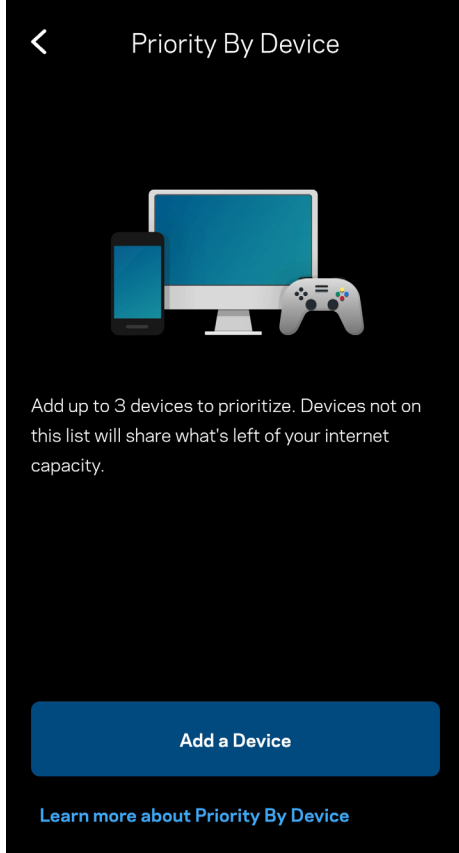 Priority By Device
Add up to 3 devices to prioritize. Devices not on
this list will share what's left of your internet
capacity.
Add a Device
Learn more about Priority By Device